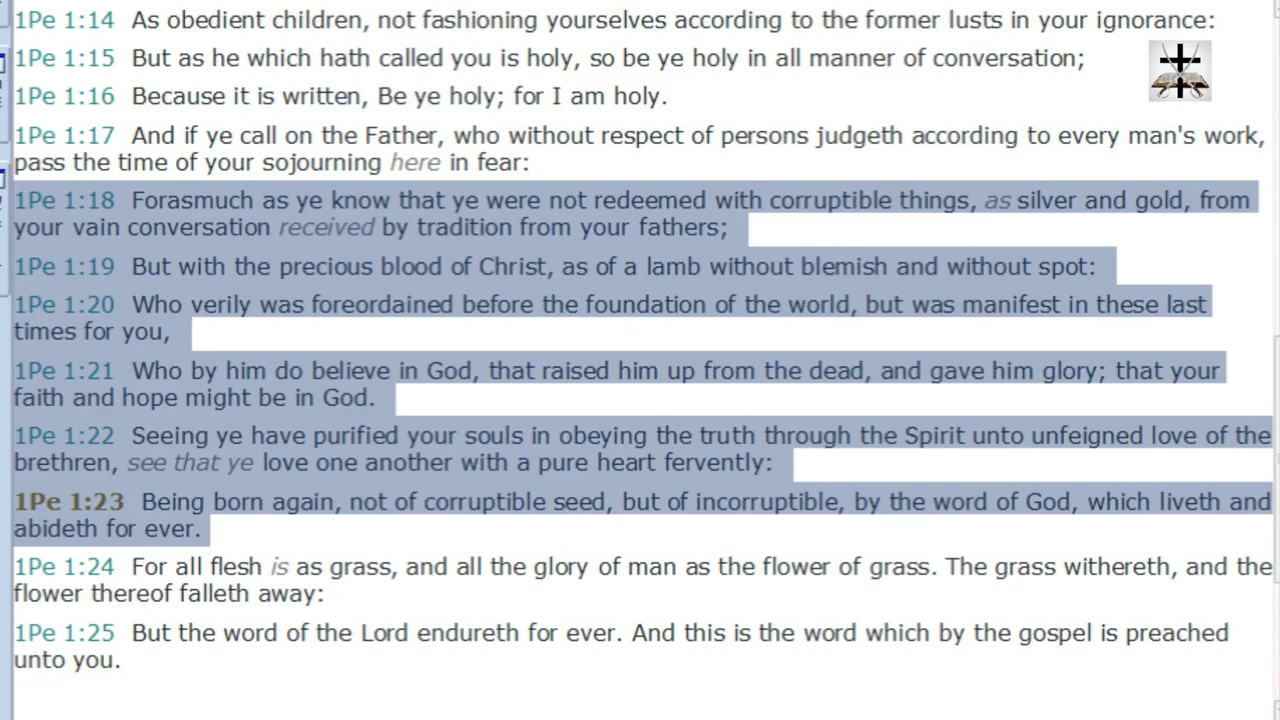 1Pe 1:14 As obedient children, not fashioning yourselves according to the former lusts in your ignorance:
1Pe 1:15 But as he which hath called you is holy, so be ye holy in all manner of conversation;
1Pe 1:16 Because it is written, Be ye holy; for I am holy.
1Pe 1:17 And if ye call on the Father, who without respect of persons judgeth according to every man's work,
pass the time of your sojourning here in fear:
1Pe 1:18 Forasmuch as ye know that ye were not redeemed with corruptible things, as silver and gold, from
your vain conversation received by tradition from your fathers;
1Pe 1:19 But with the precious blood of Christ, as of a lamb without blemish and without spot:
1Pe 1:20 Who verily was foreordained before the foundation of the world, but was manifest in these last
times for you,
1Pe 1:21 Who by him do believe in God, that raised him up from the dead, and gave him glory; that your
faith and hope might be in God.
1Pe 1:22 Seeing ye have purified your souls in obeying the truth through the Spirit unto unfeigned love of the
brethren, see that ye love one another with a pure heart fervently:
1Pe 1:23 Being born again, not of corruptible seed, but of incorruptible, by the word of God, which liveth and
abideth for ever.
1Pe 1:24 For all flesh is as grass, and all the glory of man as the flower of grass. The grass withereth, and the
flower thereof falleth away:
1Pe 1:25 But the word of the Lord endureth for ever. And this is the word which by the gospel is preached
unto you.